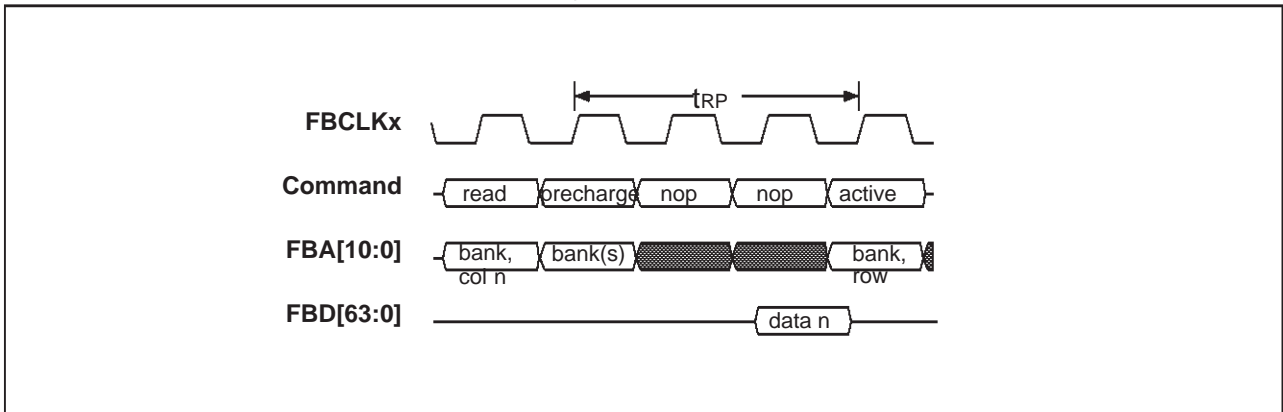 tRP
FBCLKx
Command
read
precharge
nop
nop
active
FBA[10:0]
bank,
col n
bank(s)
bank,
row
FBD[63:0]
data n